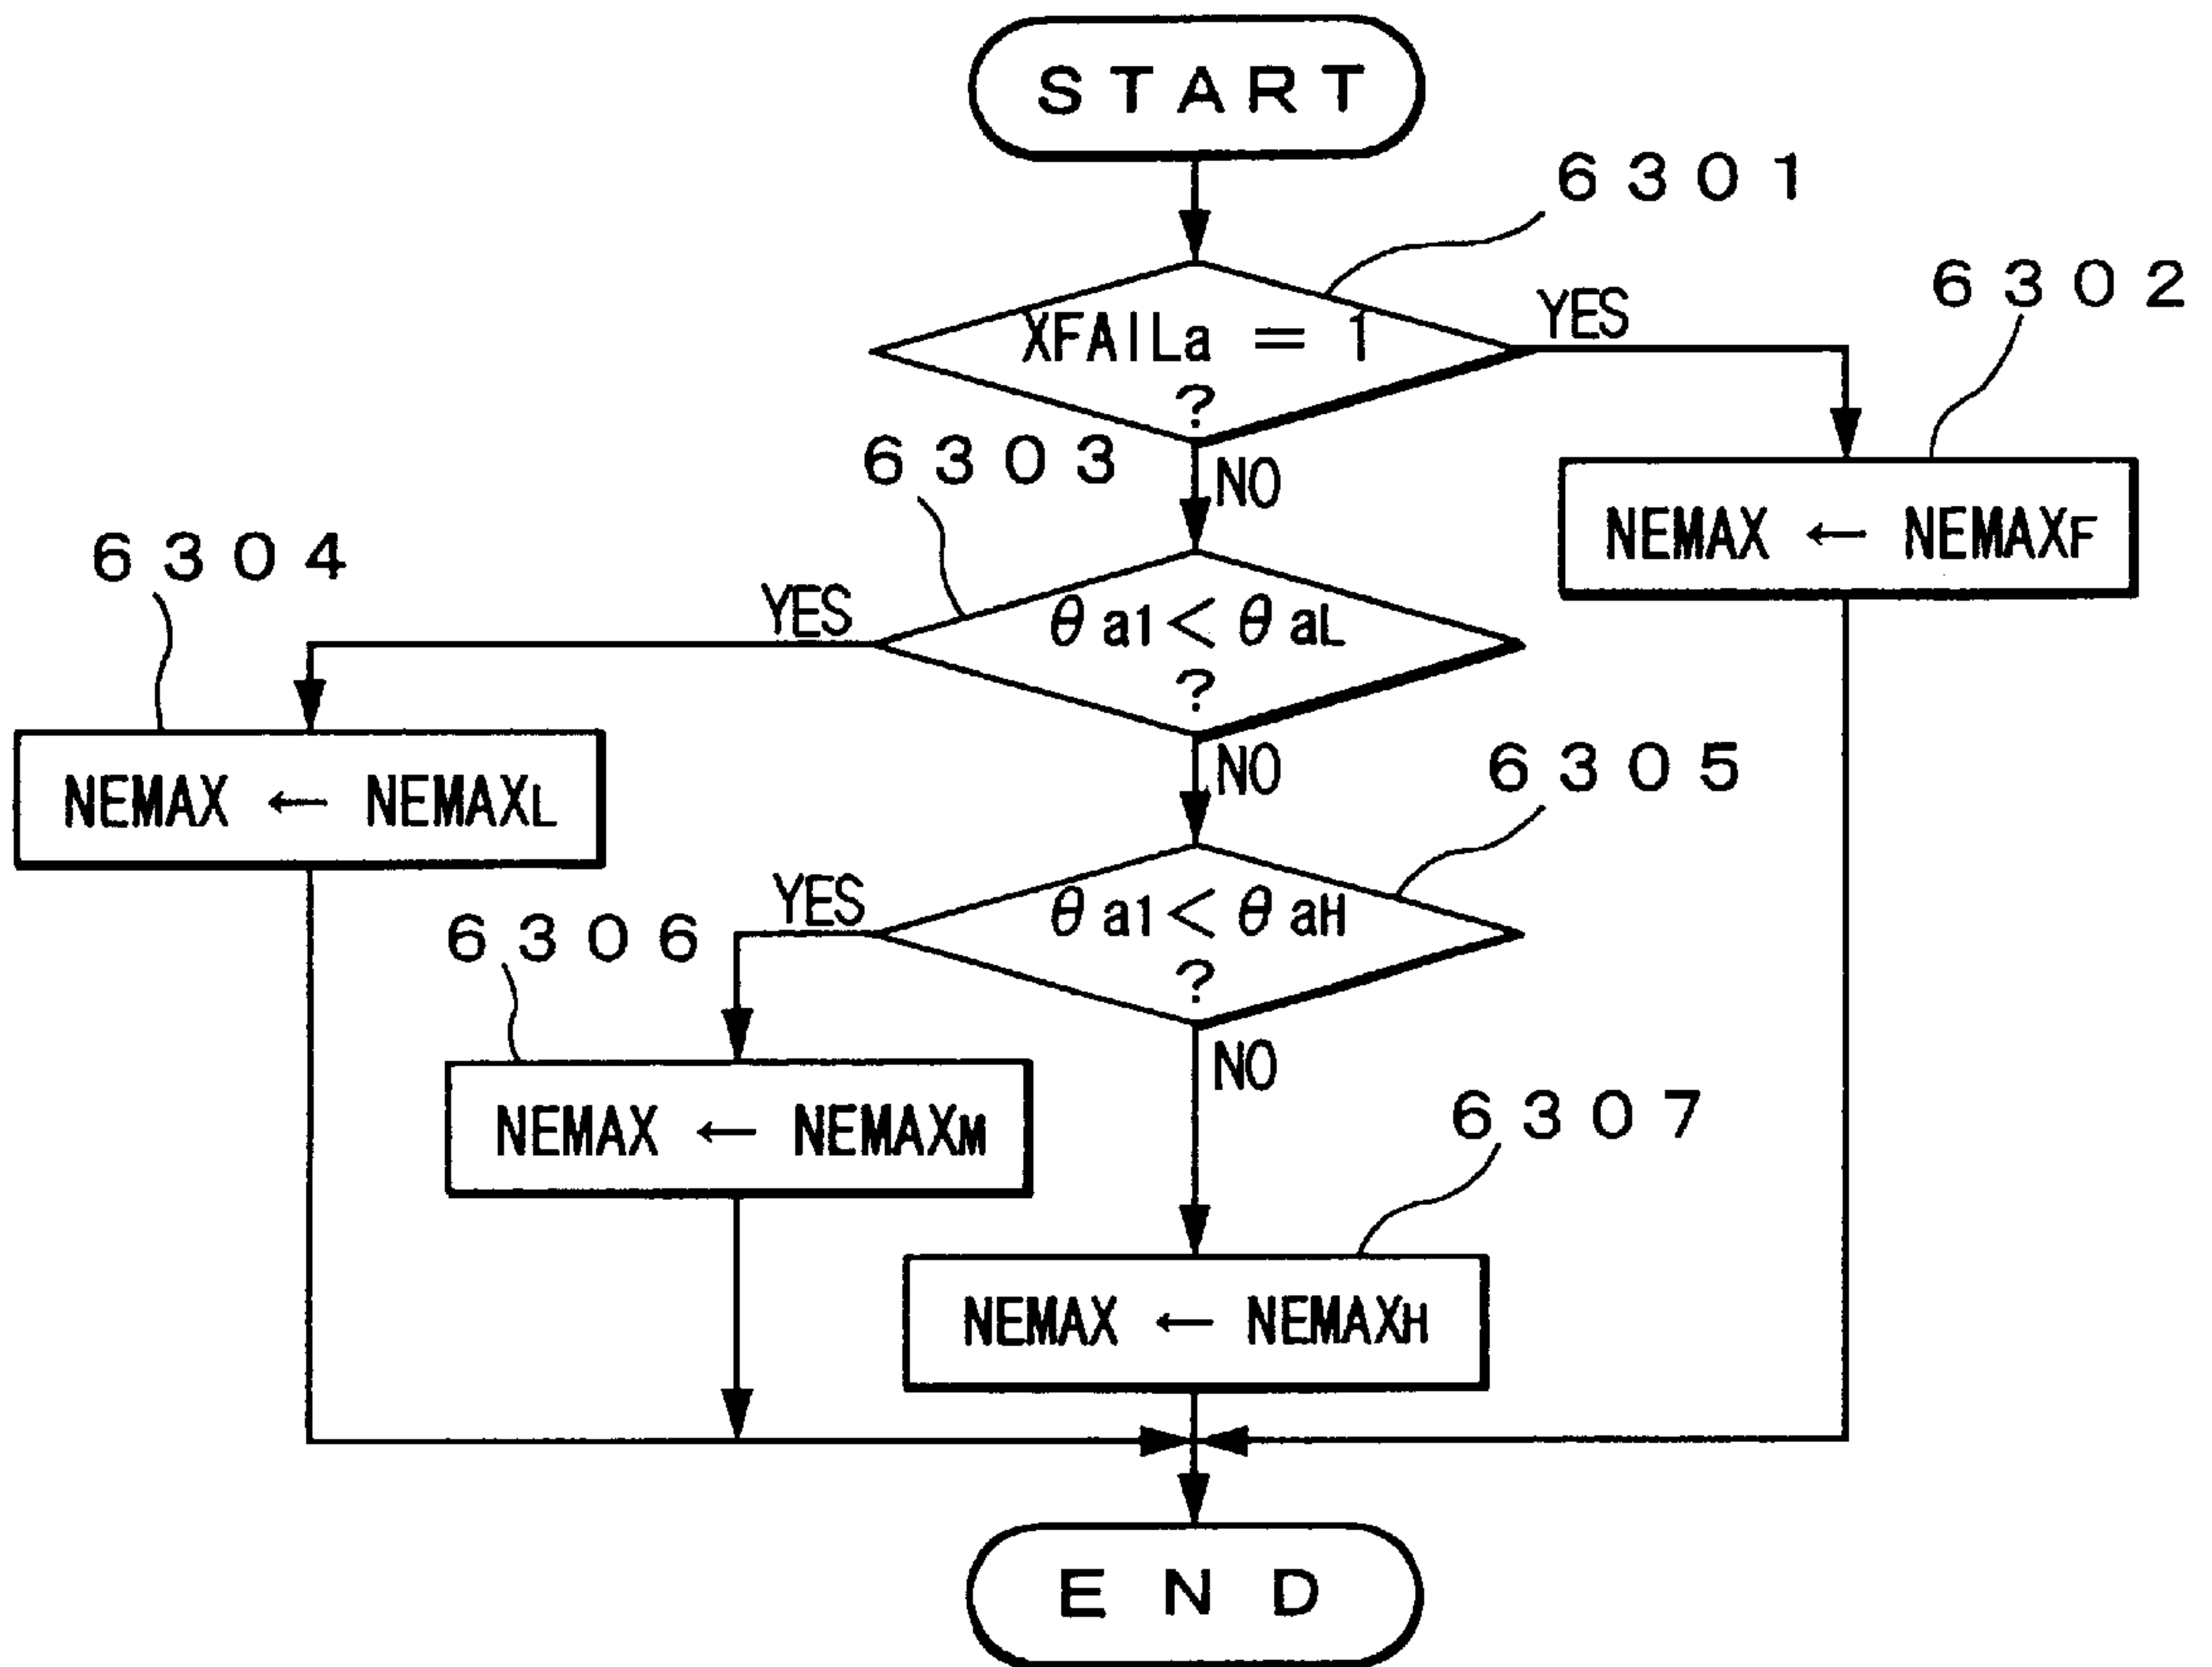 START
6301
XFAILa = 1
?
YES
6302
NO
NEMAX ← NEMAXF
6303
θa1 < θaL
?
YES
6304
NO
NEMAX ← NEMAXL
6305
θa1 < θaH
?
YES
6306
NO
NEMAX ← NEMAXM
6307
NEMAX ← NEMAXH
END